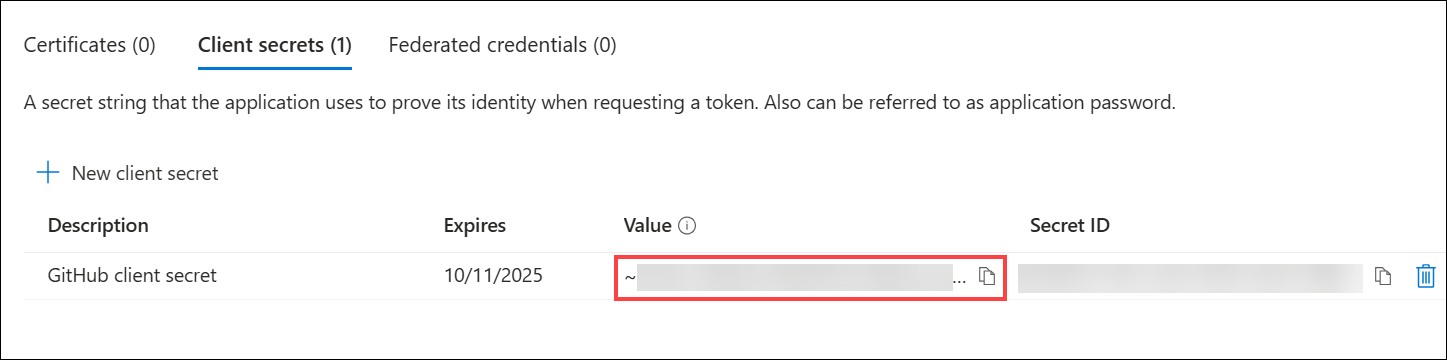 Certificates (0) Client secrets (1) Federated credentials (0)
A secret string that the application uses to prove its identity when requesting a token. Also can be referred to as application password.
New client secret
Description Expires Value Secret ID
GitHub client secret 10/11/2025 ~ ...